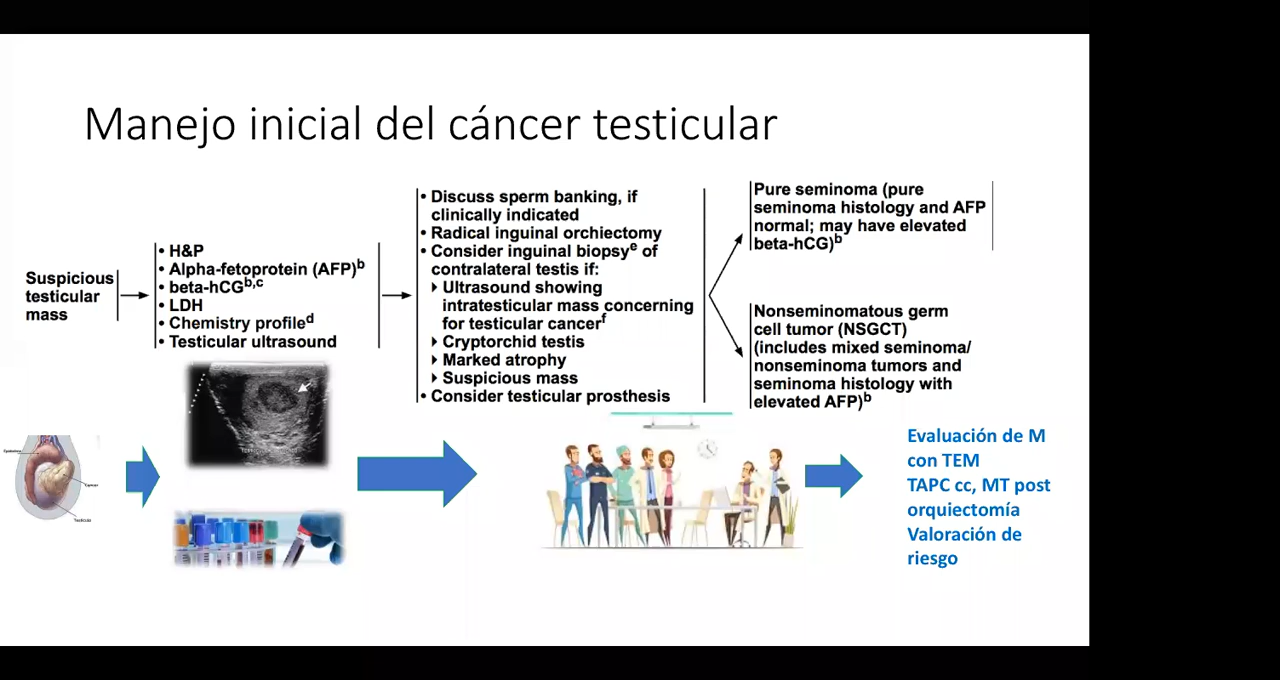 Manejo inicial del cáncer testicular
Suspicious
testicular
mass
• H&P
• Alpha-fetoprotein (AFP)b
• beta-hCGb,c
• LDH
• Chemistry profiled
• Testicular ultrasound
• Discuss sperm banking, if
clinically indicated
• Radical inguinal orchiectomy
• Consider inguinal biopsye of
contralateral testis if:
▸ Ultrasound showing
intratesticular mass concerning
for testicular cancerf
▸ Cryptorchid testis
▸ Marked atrophy
▸ Suspicious mass
• Consider testicular prosthesis
Pure seminoma (pure
seminoma histology and AFP
normal; may have elevated
beta-hCG)b
Nonseminomatous germ
cell tumor (NSGCT)
(includes mixed seminoma/
nonseminoma tumors and
seminoma histology with
elevated AFP)b
Cáncer
Testículo
Evaluación de M
con TEM
TAPC cc, MT post
orquiectomía
Valoración de
riesgo